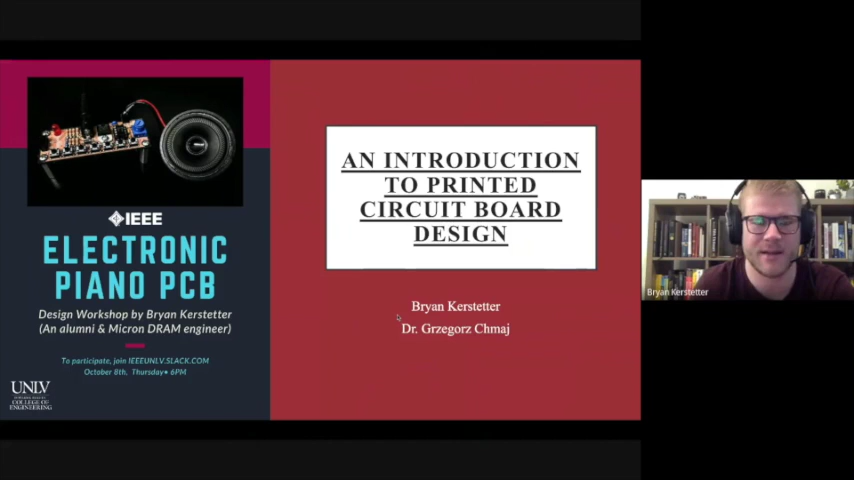 IEEE
ELECTRONIC
PIANO PCB
Design Workshop by Bryan Kerstetter
(An alumni & Micron DRAM engineer)
To participate, join IEEEUNLV.SLACK.COM
October 8th, Thursday• 6PM
UNLV
COLLEGE OF
ENGINEERING
AN INTRODUCTION
TO PRINTED
CIRCUIT BOARD
DESIGN
Bryan Kerstetter
Dr. Grzegorz Chmaj
Bryan Kerstetter